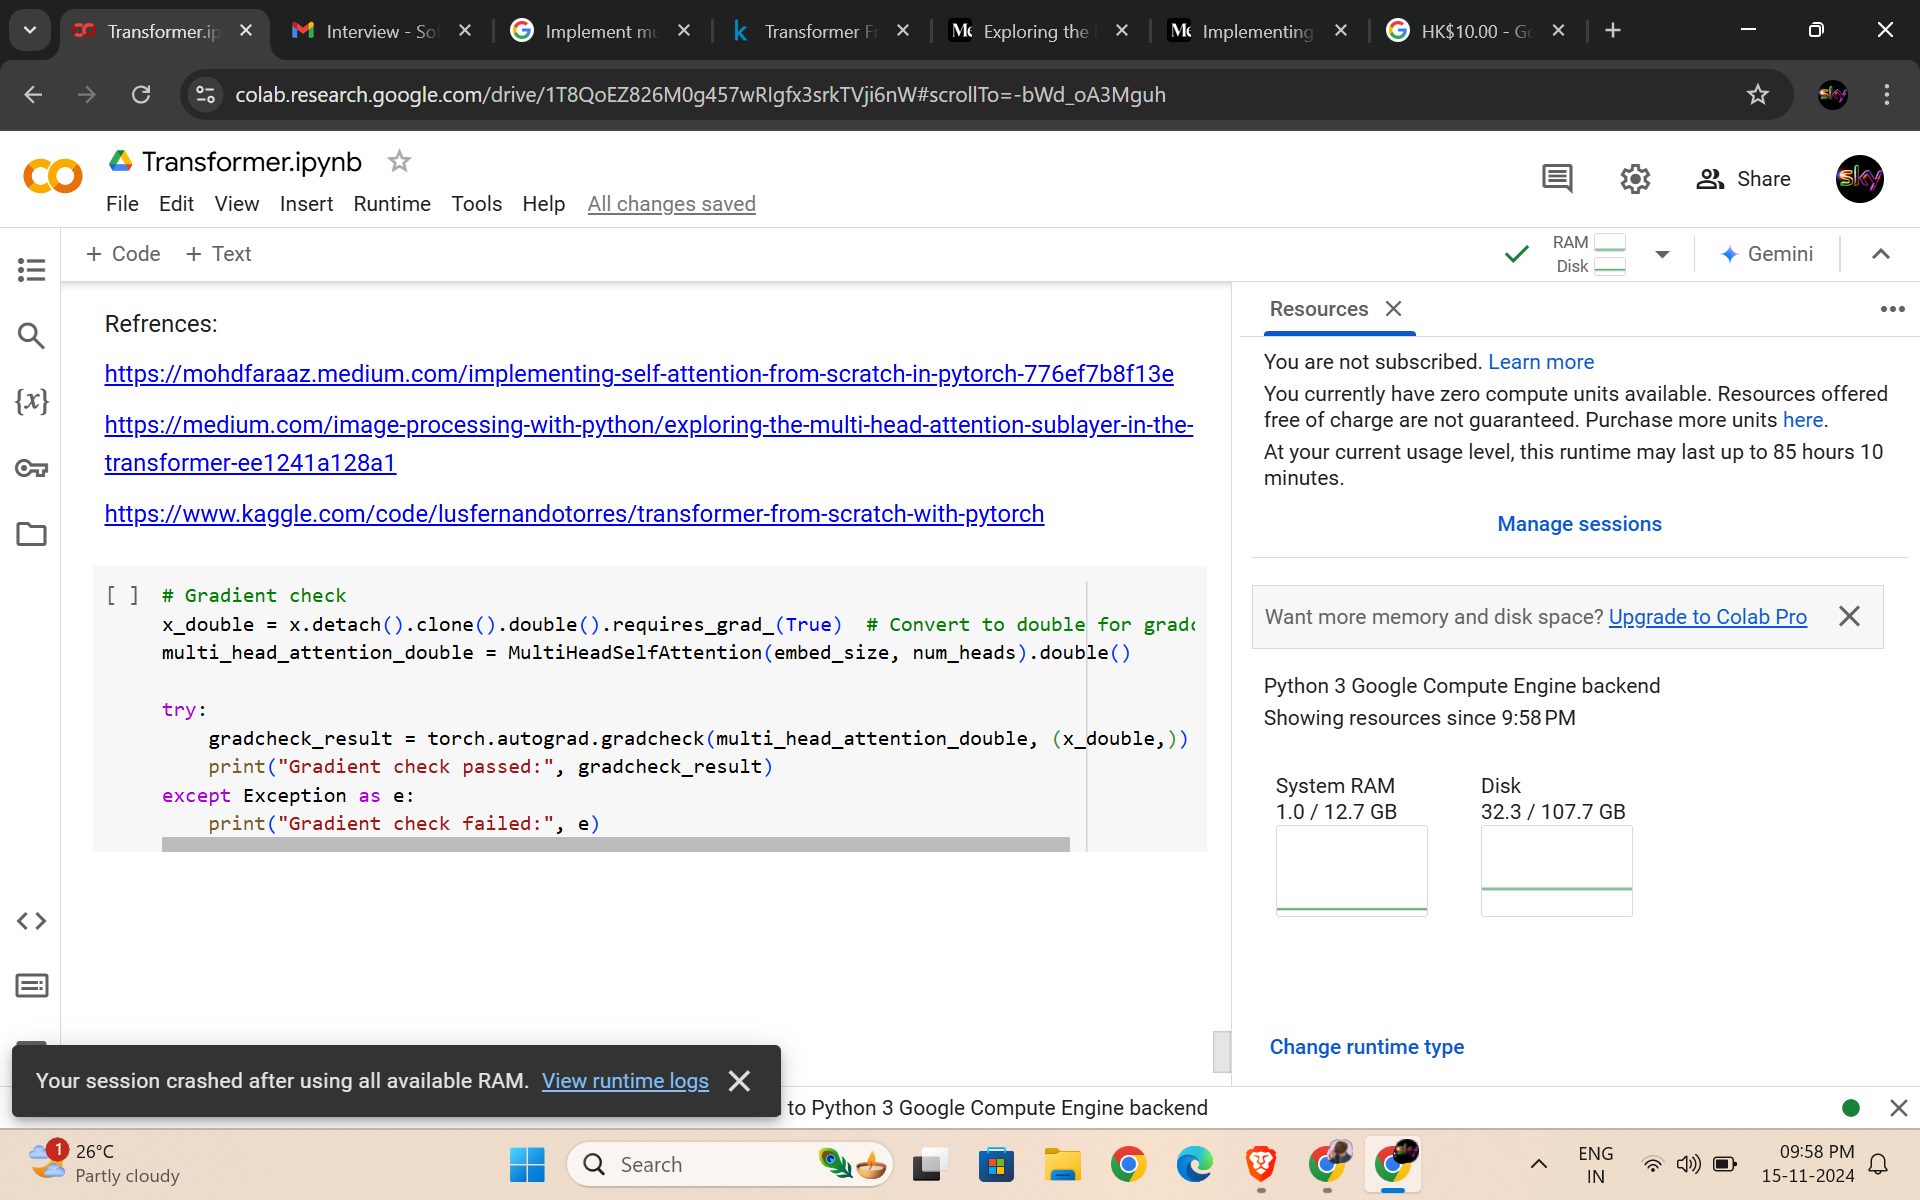 Transformer.ip
Interview - So
Implement mu
Transformer F
Exploring the
Implementing
HK$10.00 - Go
colab.research.google.com/drive/1T8QoEZ826M0g457wRIgfx3srkTVji6nW#scrollTo=-bWd_oA3Mguh
Transformer.ipynb
File Edit View Insert Runtime Tools Help All changes saved
Share
sky
+ Code + Text
RAM
Disk
Gemini
Refrences:
https://mohdfaraaz.medium.com/implementing-self-attention-from-scratch-in-pytorch-776ef7b8f13e
https://medium.com/image-processing-with-python/exploring-the-multi-head-attention-sublayer-in-the-
transformer-ee1241a128a1
https://www.kaggle.com/code/lusfernandotorres/transformer-from-scratch-with-pytorch
[ ] # Gradient check
x_double = x.detach().clone().double().requires_grad_(True)  # Convert to double for gradc
multi_head_attention_double = MultiHeadSelfAttention(embed_size, num_heads).double()
try:
    gradcheck_result = torch.autograd.gradcheck(multi_head_attention_double, (x_double,))
    print("Gradient check passed:", gradcheck_result)
except Exception as e:
    print("Gradient check failed:", e)
Resources
You are not subscribed. Learn more
You currently have zero compute units available. Resources offered
free of charge are not guaranteed. Purchase more units here.
At your current usage level, this runtime may last up to 85 hours 10
minutes.
Manage sessions
Want more memory and disk space? Upgrade to Colab Pro
Python 3 Google Compute Engine backend
Showing resources since 9:58 PM
System RAM
1.0 / 12.7 GB
Disk
32.3 / 107.7 GB
Change runtime type
Your session crashed after using all available RAM. View runtime logs
to Python 3 Google Compute Engine backend
1
26°C
Partly cloudy
Search
ENG
IN
09:58 PM
15-11-2024